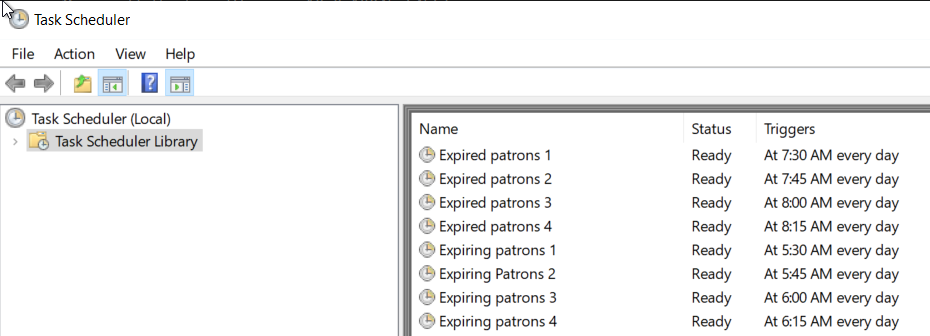 Task Scheduler
File Action View Help
Task Scheduler (Local)
Task Scheduler Library
Name Status Triggers
Expired patrons 1 Ready At 7:30 AM every day
Expired patrons 2 Ready At 7:45 AM every day
Expired patrons 3 Ready At 8:00 AM every day
Expired patrons 4 Ready At 8:15 AM every day
Expiring patrons 1 Ready At 5:30 AM every day
Expiring Patrons 2 Ready At 5:45 AM every day
Expiring patrons 3 Ready At 6:00 AM every day
Expiring patrons 4 Ready At 6:15 AM every day